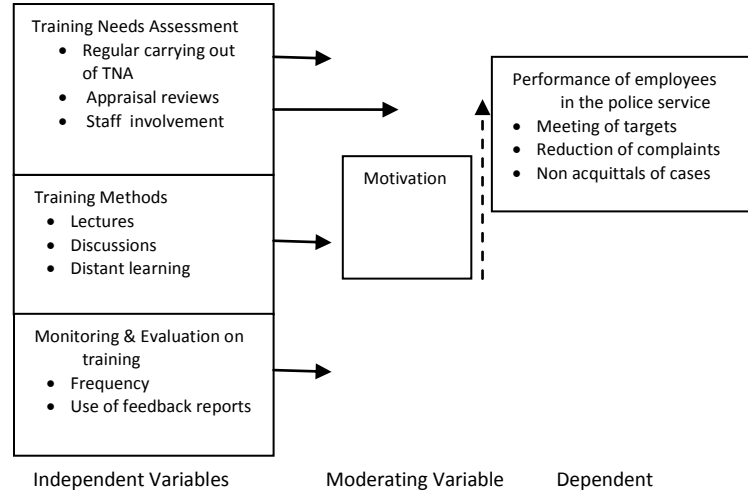 Training Needs Assessment
• Regular carrying out
of TNA
• Appraisal reviews
• Staff involvement
Training Methods
• Lectures
• Discussions
• Distant learning
Monitoring & Evaluation on
training
• Frequency
• Use of feedback reports
Motivation
Performance of employees
in the police service
• Meeting of targets
• Reduction of complaints
• Non acquittals of cases
Independent Variables
Moderating Variable
Dependent